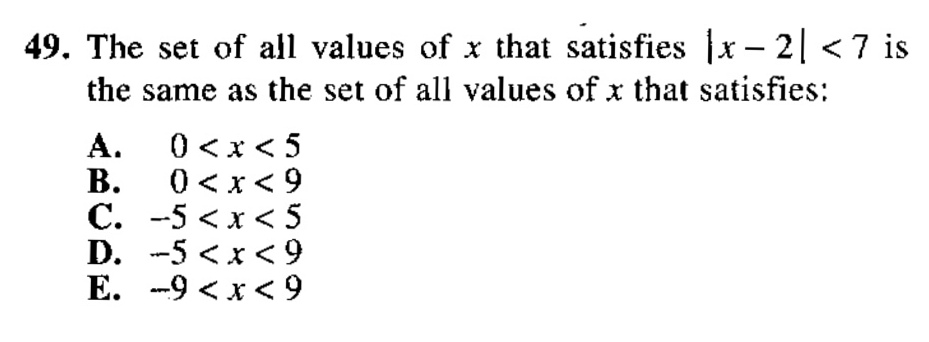 49. The set of all values of x that satisfies |x – 2| < 7 is
the same as the set of all values of x that satisfies:
A. 0 < x < 5
B. 0 < x < 9
C. –5 < x < 5
D. –5 < x < 9
E. –9 < x < 9